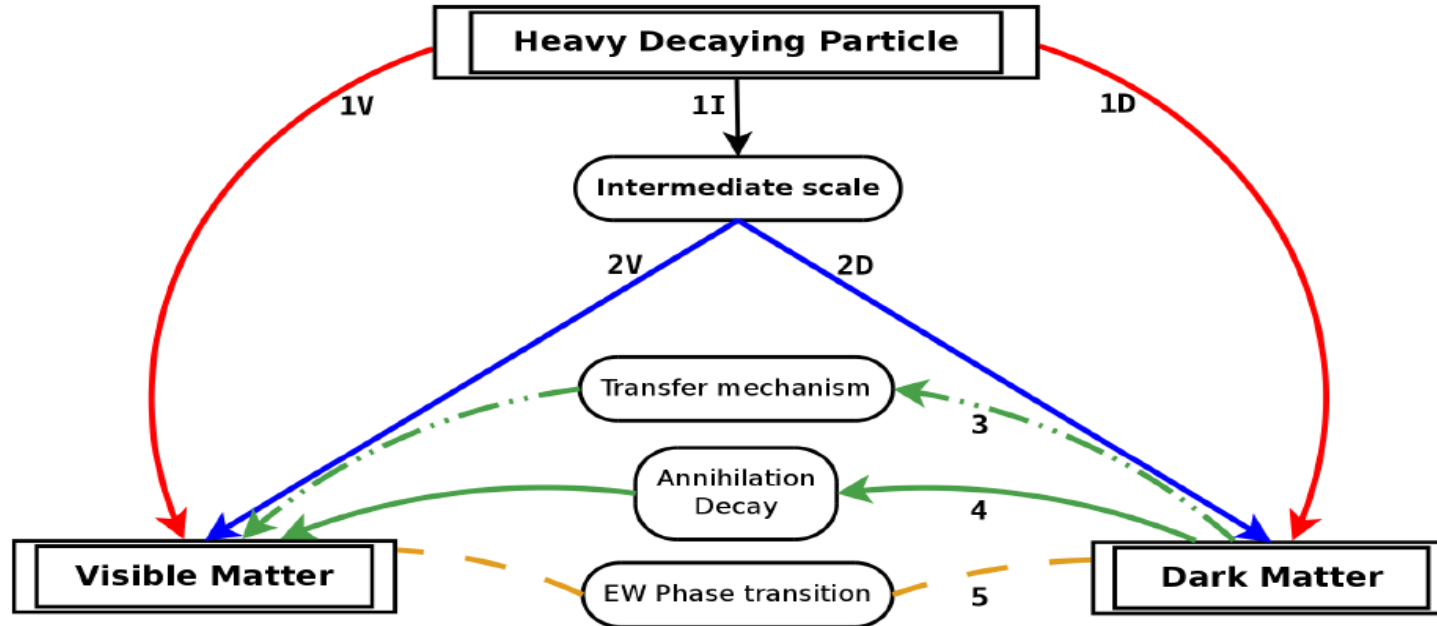 Heavy Decaying Particle
1V
1I
1D
Intermediate scale
2V
2D
Transfer mechanism
3
Annihilation
Decay
4
Visible Matter
EW Phase transition
5
Dark Matter